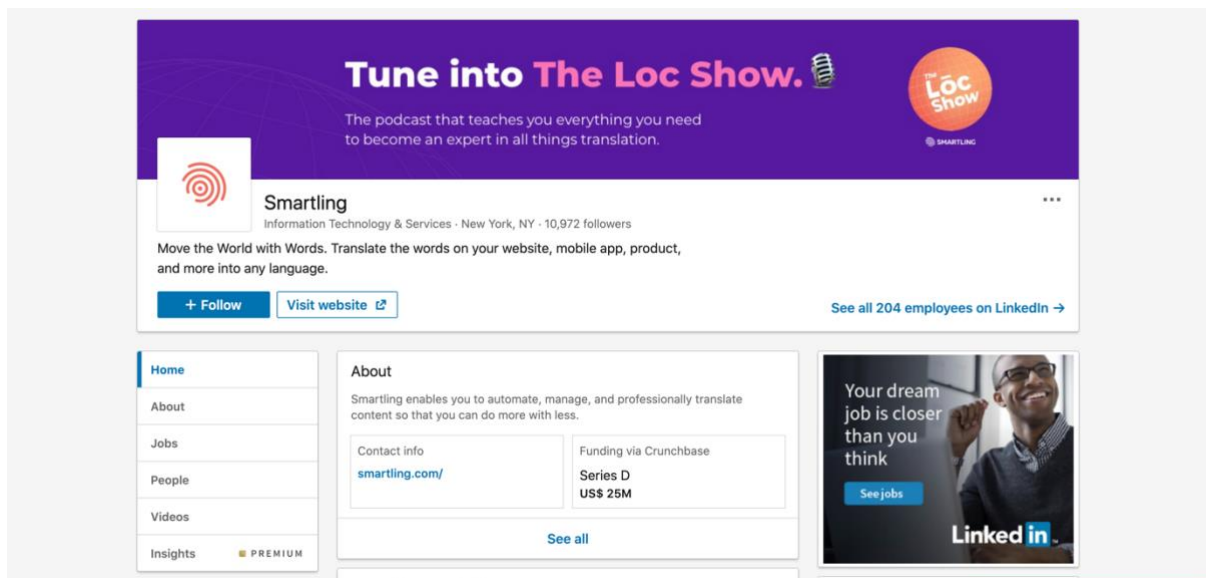 Tune into The Loc Show.
The podcast that teaches you everything you need
to become an expert in all things translation.
The
Lōc
Show
SMARTLING
Smartling
Information Technology & Services · New York, NY · 10,972 followers
Move the World with Words. Translate the words on your website, mobile app, product,
and more into any language.
+ Follow
Visit website
See all 204 employees on LinkedIn →
Home
About
Jobs
People
Videos
Insights PREMIUM
About
Smartling enables you to automate, manage, and professionally translate
content so that you can do more with less.
Contact info
smartling.com/
Funding via Crunchbase
Series D
US$ 25M
See all
Your dream
job is closer
than you
think
See jobs
Linked in